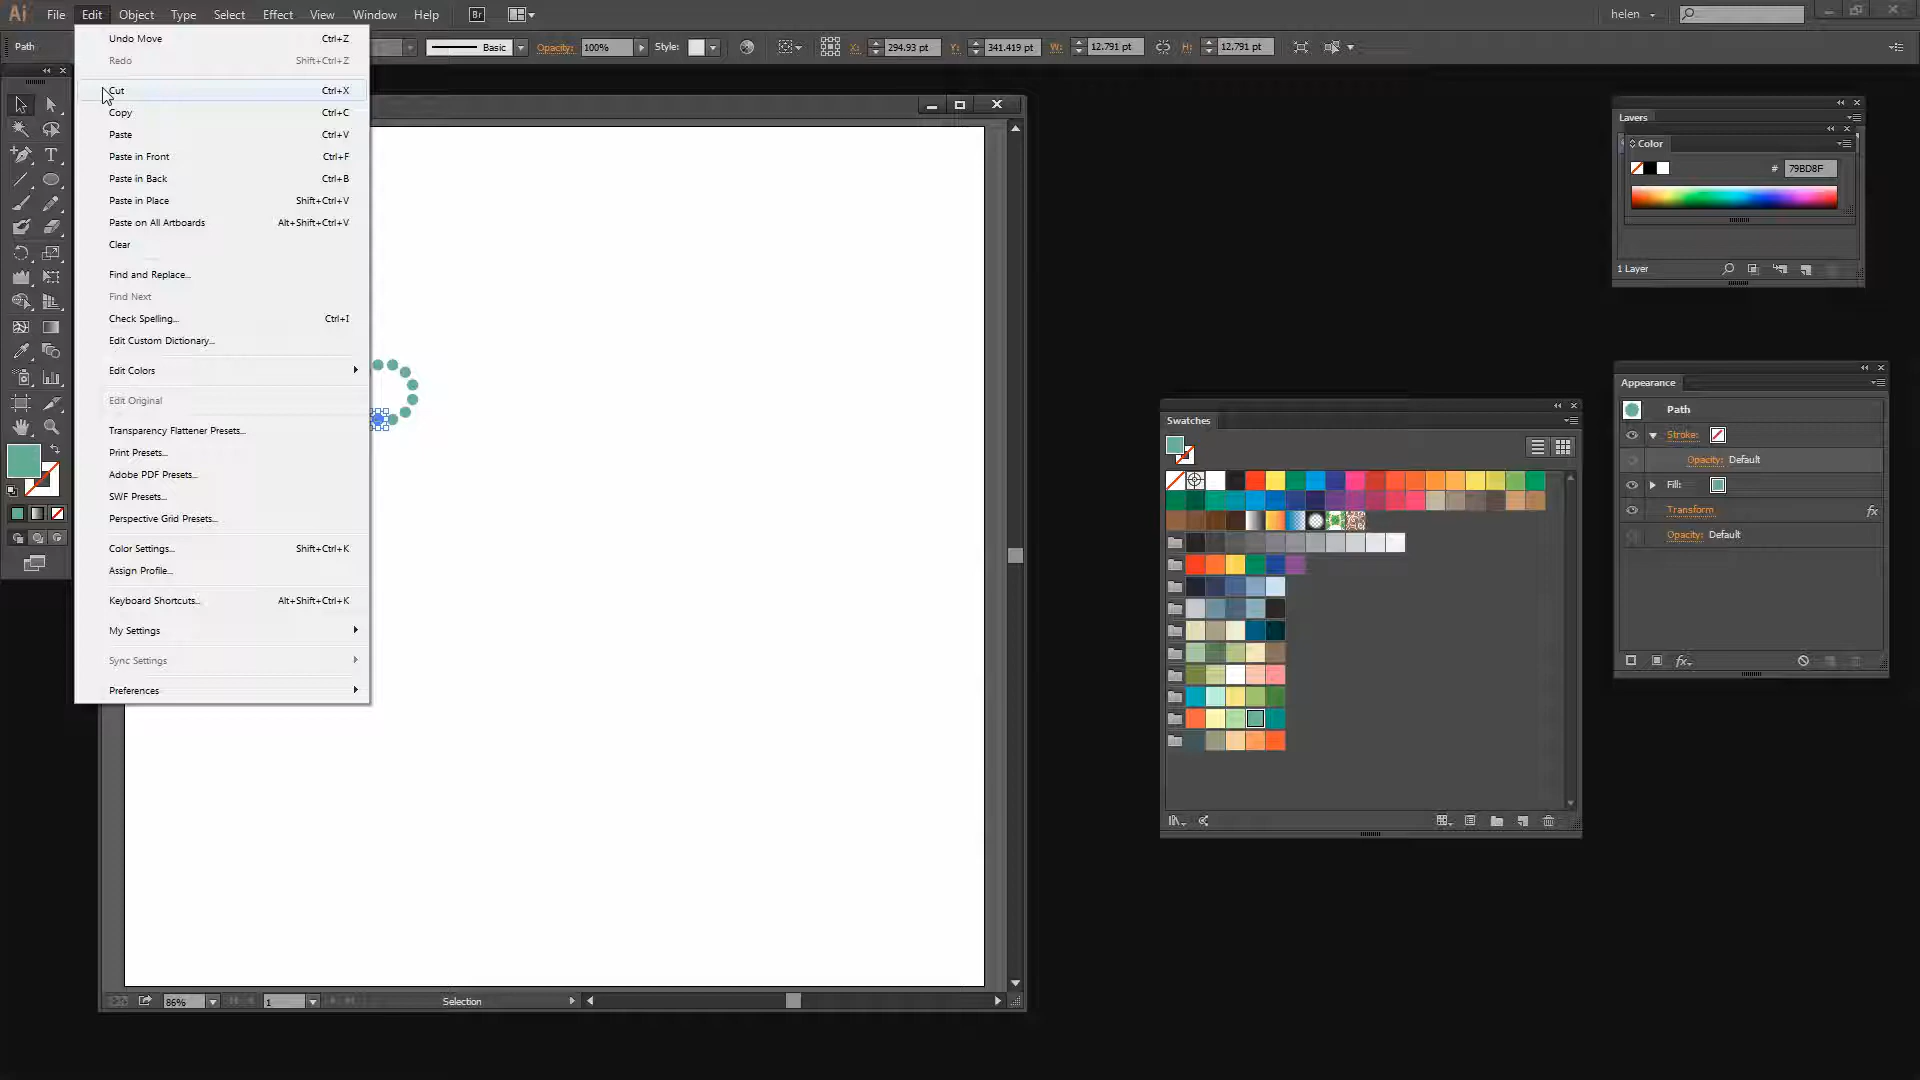 Ai File Edit Object Type Select Effect View Window Help Br helen
Path Basic Opacity: 100% Style: X: 294.93 pt Y: 341.419 pt W: 12.791 pt H: 12.791 pt
Undo Move Ctrl+Z
Redo Shift+Ctrl+Z
Cut Ctrl+X
Copy Ctrl+C
Paste Ctrl+V
Paste in Front Ctrl+F
Paste in Back Ctrl+B
Paste in Place Shift+Ctrl+V
Paste on All Artboards Alt+Shift+Ctrl+V
Clear
Find and Replace...
Find Next
Check Spelling... Ctrl+I
Edit Custom Dictionary...
Edit Colors
Edit Original
Transparency Flattener Presets...
Print Presets...
Adobe PDF Presets...
SWF Presets...
Perspective Grid Presets...
Color Settings... Shift+Ctrl+K
Assign Profile...
Keyboard Shortcuts... Alt+Shift+Ctrl+K
My Settings
Sync Settings
Preferences
86% 1 Selection
Layers
Color
# 79BD8F
1 Layer
Swatches
Appearance
Path
Stroke:
Opacity: Default
Fill:
Transform fx
Opacity: Default
fx